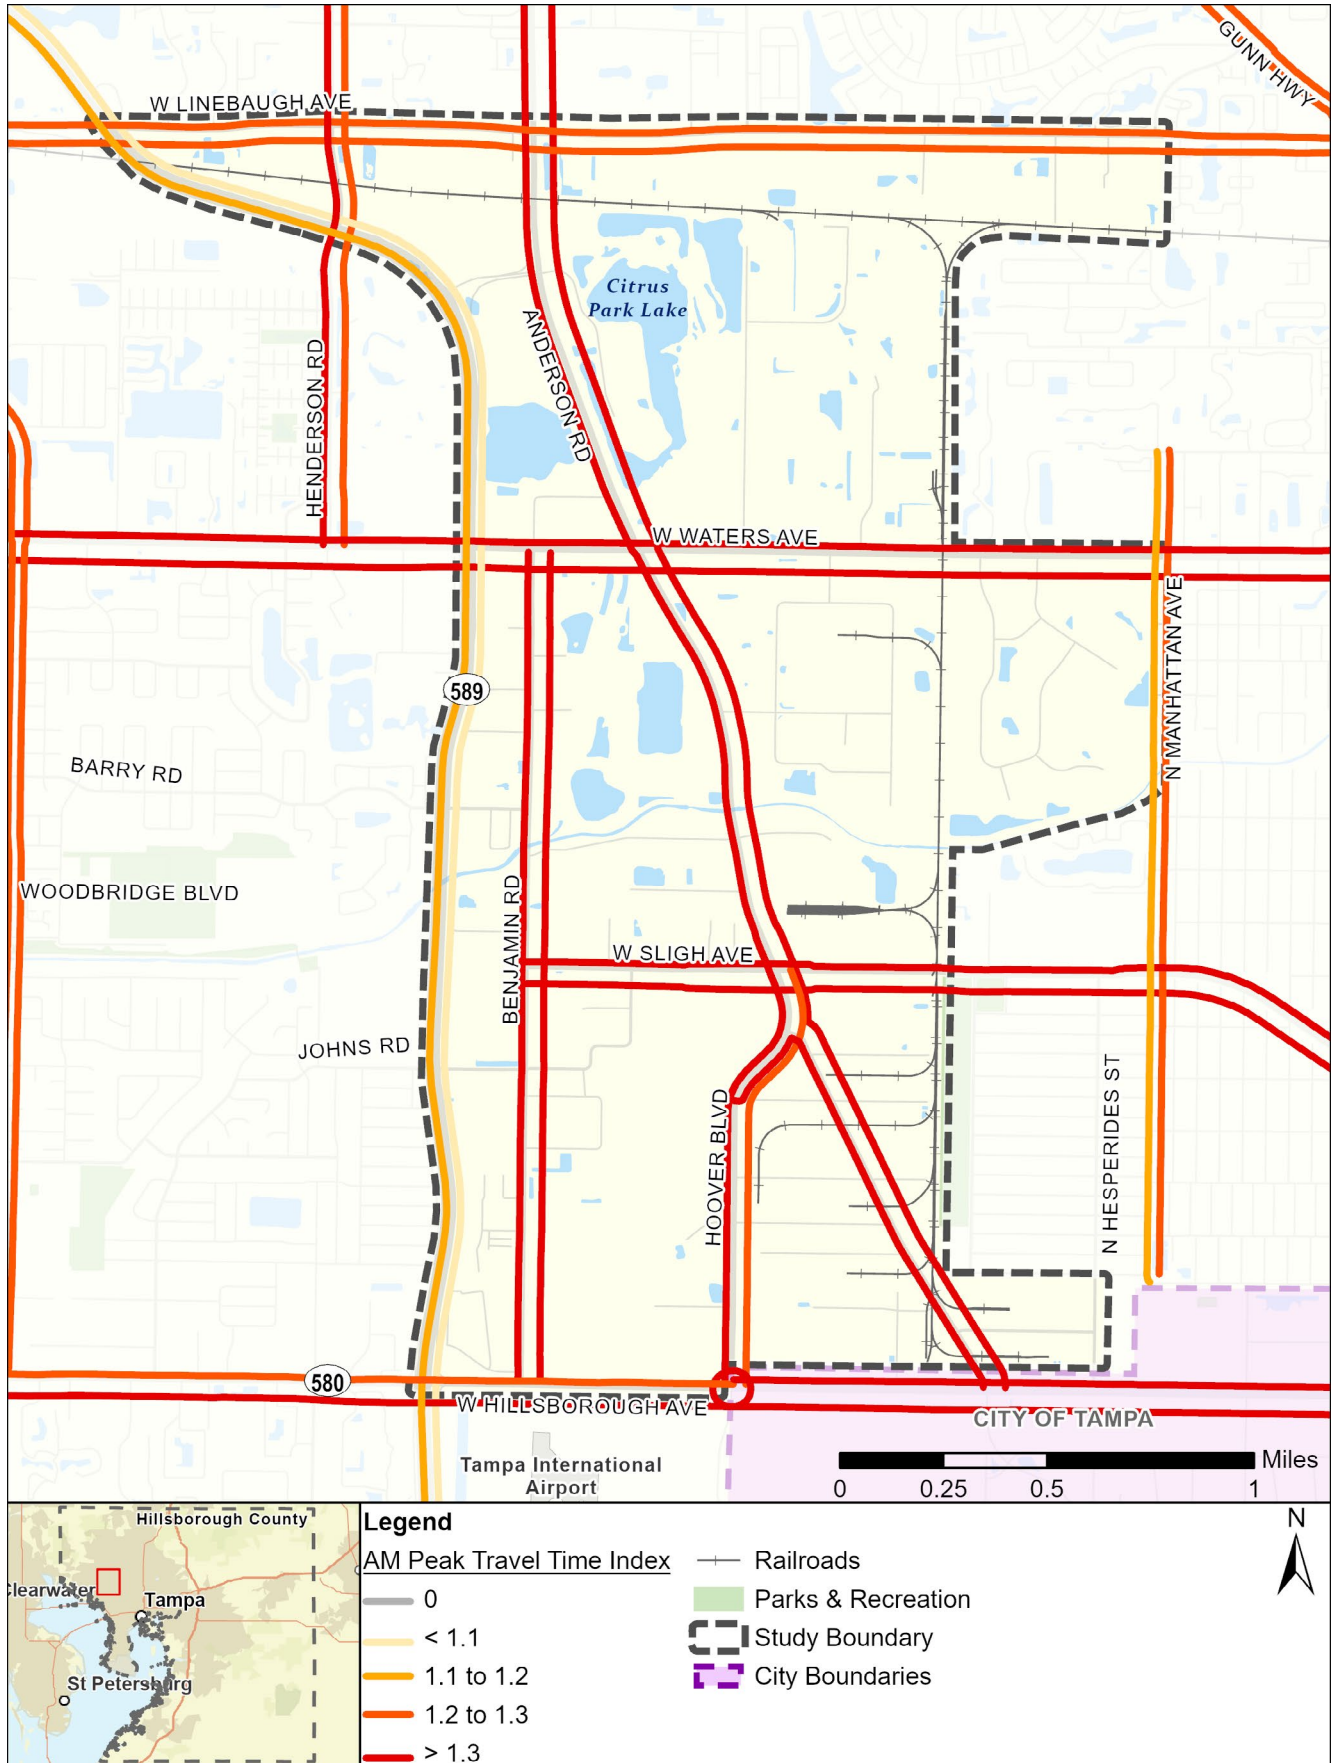 GUNN HWY
W LINEBAUGH AVE
Citrus
Park Lake
ANDERSON RD
HENDERSON RD
W WATERS AVE
N MANHATTAN AVE
589
BARRY RD
WOODBRIDGE BLVD
BENJAMIN RD
W SLIGH AVE
JOHNS RD
HOOVER BLVD
N HESPERIDES ST
580
W HILLSBOROUGH AVE
CITY OF TAMPA
Tampa International
Airport
Miles
0 0.25 0.5 1
Hillsborough County
Clearwater
Tampa
St Petersburg
Legend
AM Peak Travel Time Index
0
< 1.1
1.1 to 1.2
1.2 to 1.3
> 1.3
Railroads
Parks & Recreation
Study Boundary
City Boundaries
N